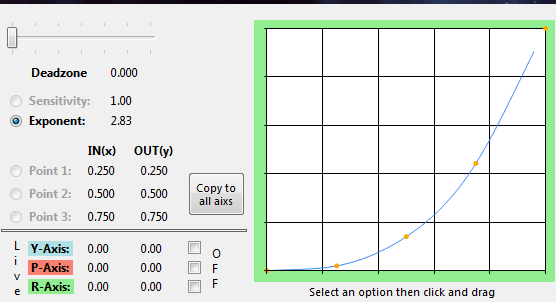 Deadzone 0.000
Sensitivity: 1.00
Exponent: 2.83
IN(x) OUT(y)
Point 1: 0.250 0.250
Point 2: 0.500 0.500
Point 3: 0.750 0.750
Copy to
all aixs
Live
Y-Axis: 0.00 0.00
P-Axis: 0.00 0.00
R-Axis: 0.00 0.00
OFF
Select an option then click and drag